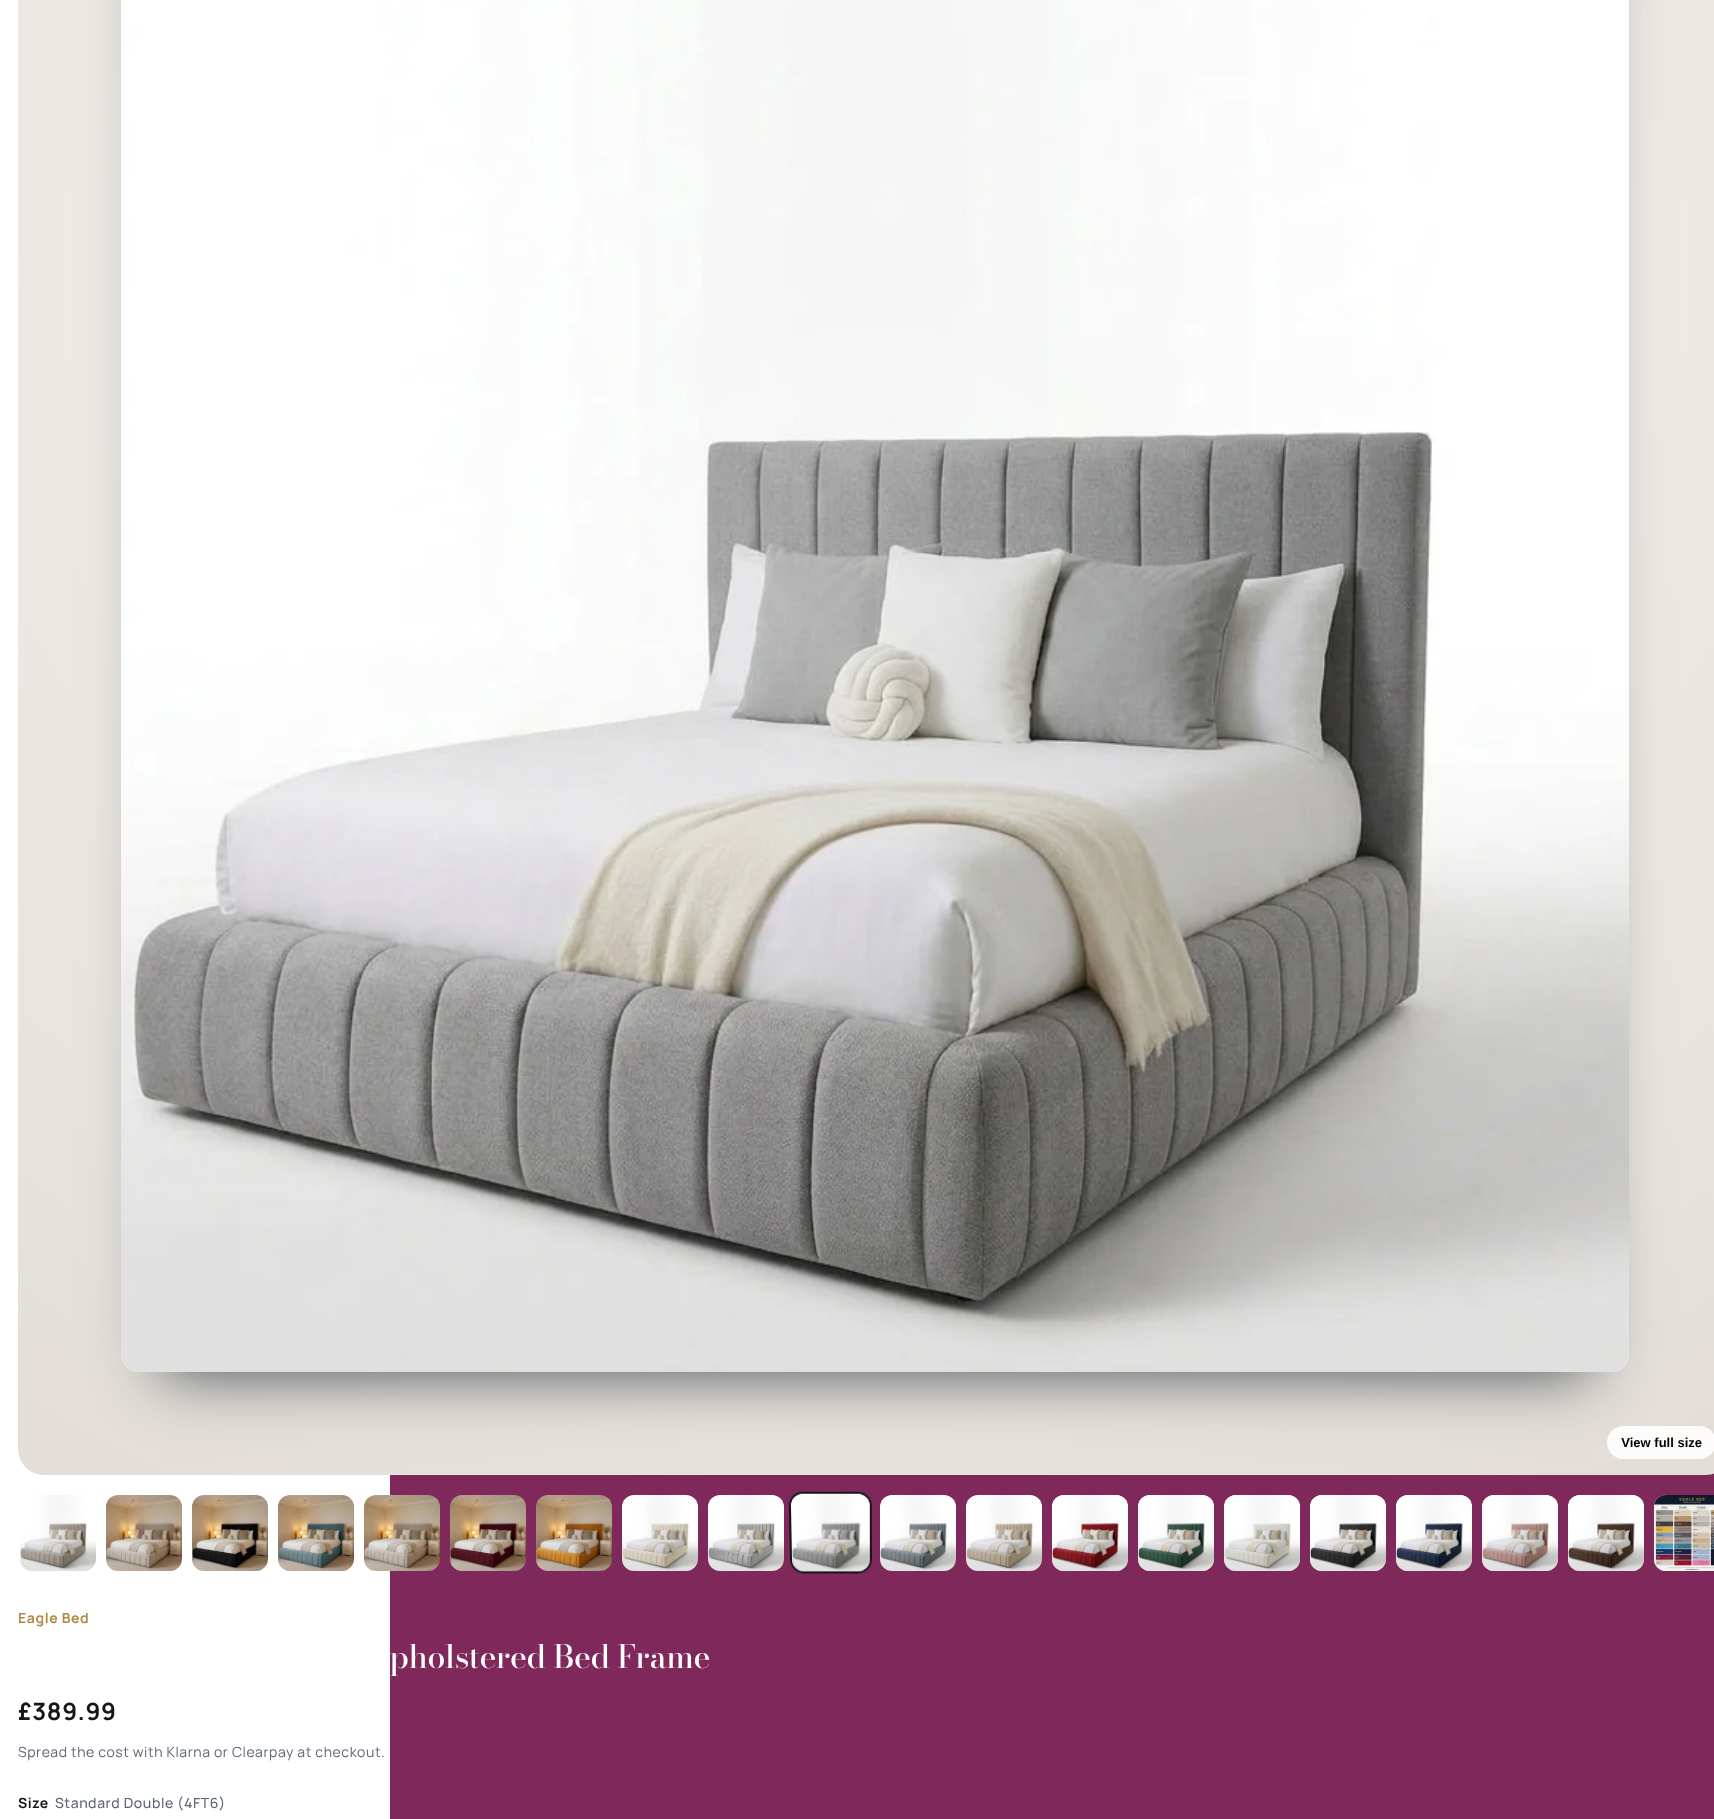 View full size
Eagle Bed
pholstered Bed Frame
£389.99
Spread the cost with Klarna or Clearpay at checkout.
Size Standard Double (4FT6)